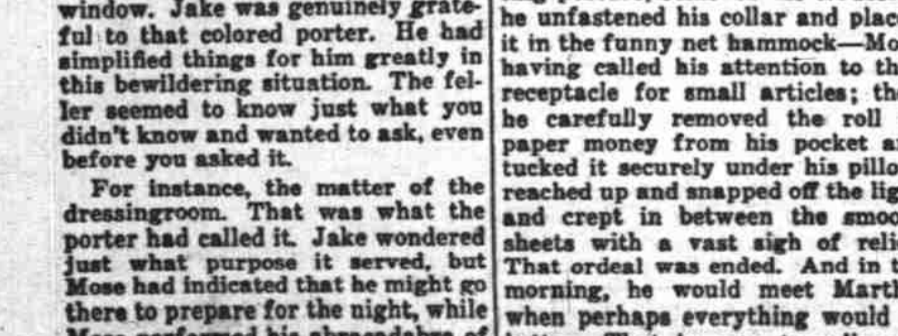 window. Jake was genuinely grate-
ful to that colored porter. He had
simplified things for him greatly in
this bewildering situation. The fel-
ler seemed to know just what you
didn't know and wanted to ask, even
before you asked it.
For instance, the matter of the
dressingroom. That was what the
porter had called it. Jake wondered
just what purpose it served, but
Mose had indicated that he might go
there to prepare for the night, while
he unfastened his collar and plac
it in the funny net hammock—Mo
having called his attention to th
receptacle for small articles; th
he carefully removed the roll
paper money from his pocket a
tucked it securely under his pillo
reached up and snapped off the lig
and crept in between the smoo
sheets with a vast sigh of reli
That ordeal was ended. And in t
morning, he would meet Marth
when perhaps everything would